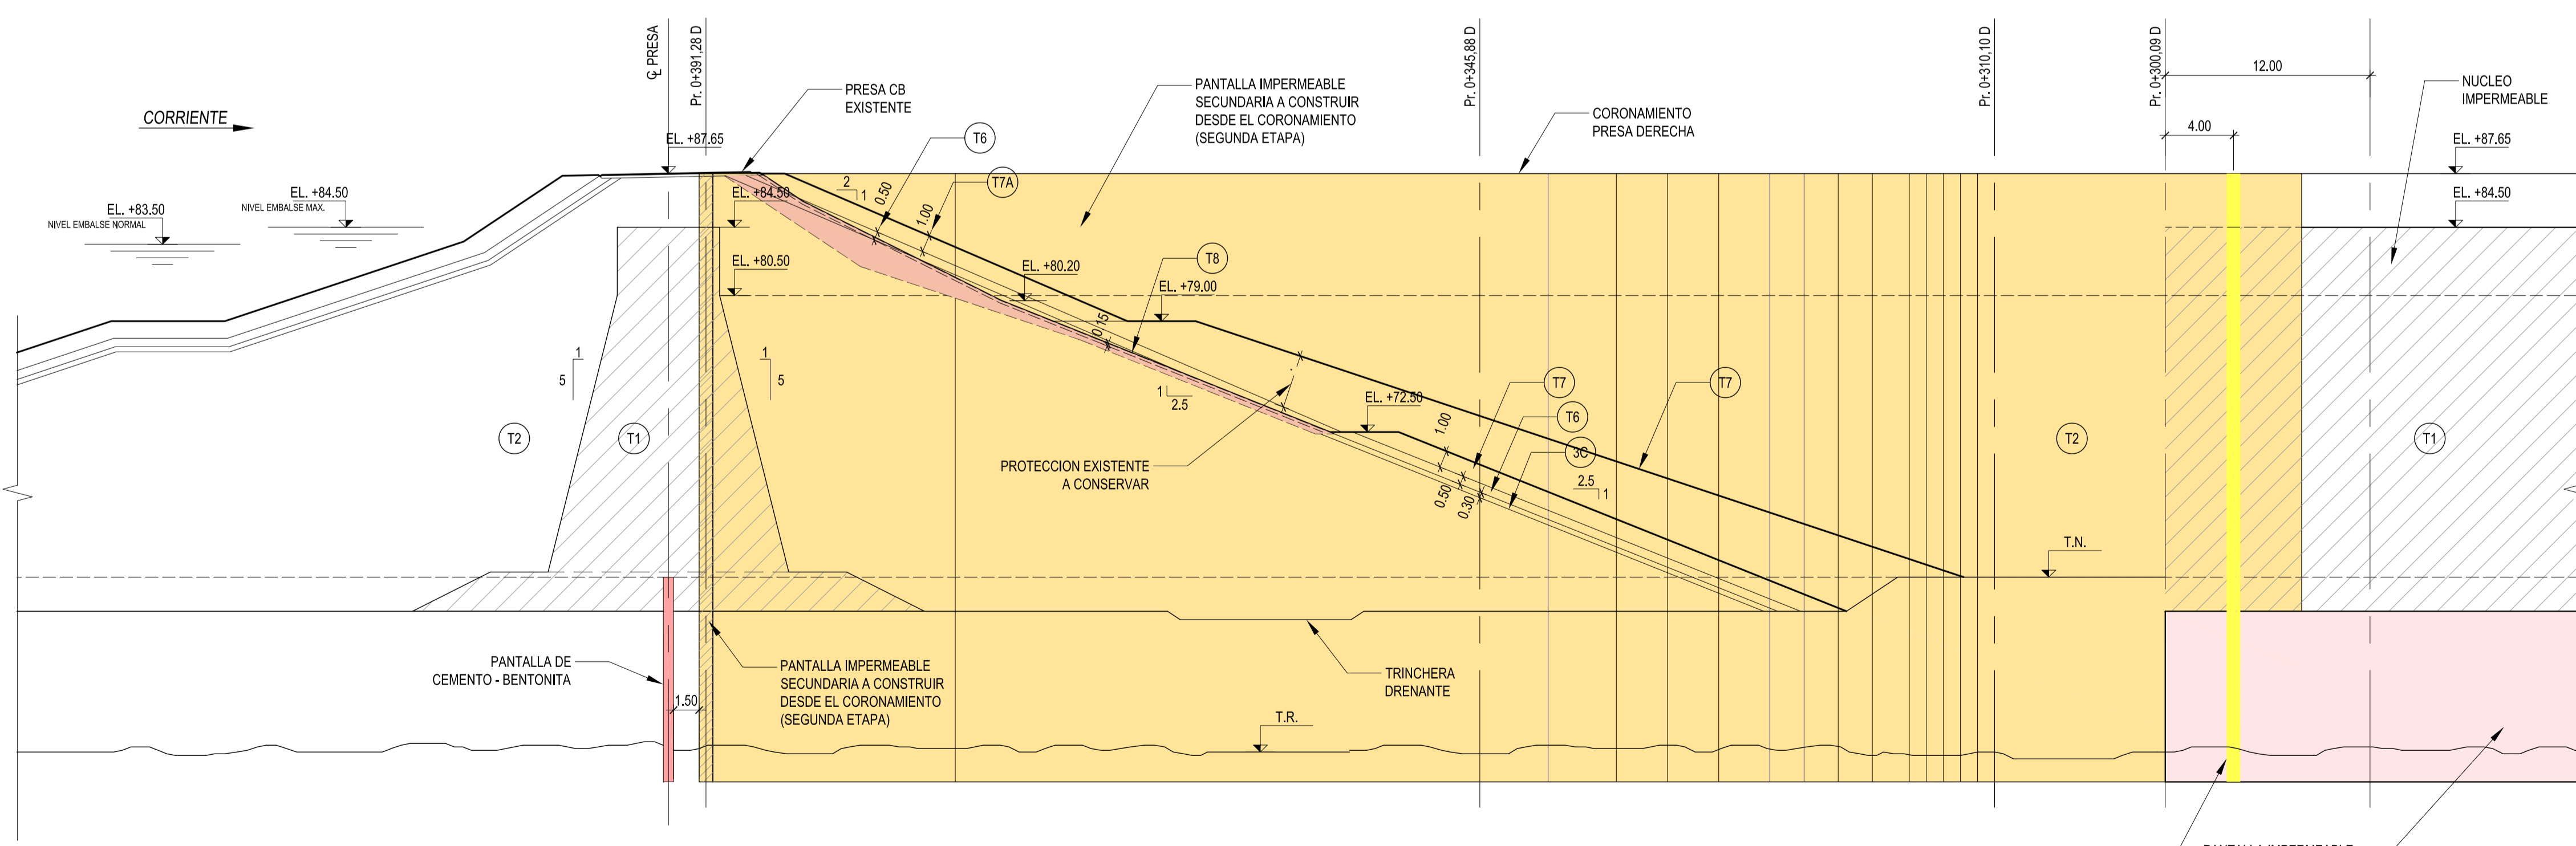 CORRIENTE
EL. +83.50
NIVEL EMBALSE NORMAL
EL. +84.50
NIVEL EMBALSE MAX.
℄ PRESA
Pr. 0+391,28 D
EL. +87.65
PRESA CB
EXISTENTE
T6
T7A
2
1
0.50
1.00
EL. +84.50
EL. +80.50
PANTALLA IMPERMEABLE
SECUNDARIA A CONSTRUIR
DESDE EL CORONAMIENTO
(SEGUNDA ETAPA)
EL. +80.20
T8
EL. +79.00
0.15
Pr. 0+345,88 D
CORONAMIENTO
PRESA DERECHA
Pr. 0+310,10 D
Pr. 0+300,09 D
12.00
4.00
NUCLEO
IMPERMEABLE
EL. +87.65
EL. +84.50
1
5
1
5
T2
T1
1
2.5
EL. +72.50
PROTECCION EXISTENTE
A CONSERVAR
1.00
0.50
0.30
T7
T6
3C
T7
2.5
1
T2
T1
T.N.
PANTALLA DE
CEMENTO - BENTONITA
1.50
PANTALLA IMPERMEABLE
SECUNDARIA A CONSTRUIR
DESDE EL CORONAMIENTO
(SEGUNDA ETAPA)
TRINCHERA
DRENANTE
T.R.
PANTALLA IMPERMEABLE